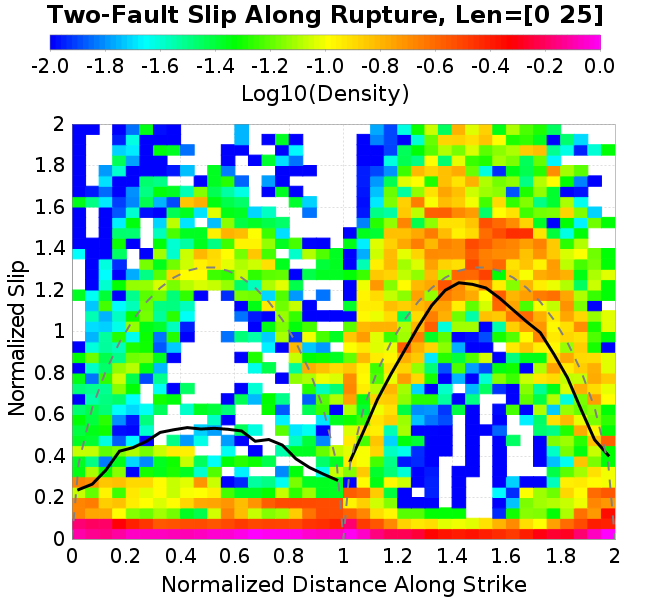 Two-Fault Slip Along Rupture, Len=[0 25]
-2.0 -1.8 -1.6 -1.4 -1.2 -1.0 -0.8 -0.6 -0.4 -0.2 0.0
Log10(Density)
2
1.8
1.6
1.4
1.2
1
0.8
0.6
0.4
0.2
0
Normalized Slip
0 0.2 0.4 0.6 0.8 1 1.2 1.4 1.6 1.8 2
Normalized Distance Along Strike